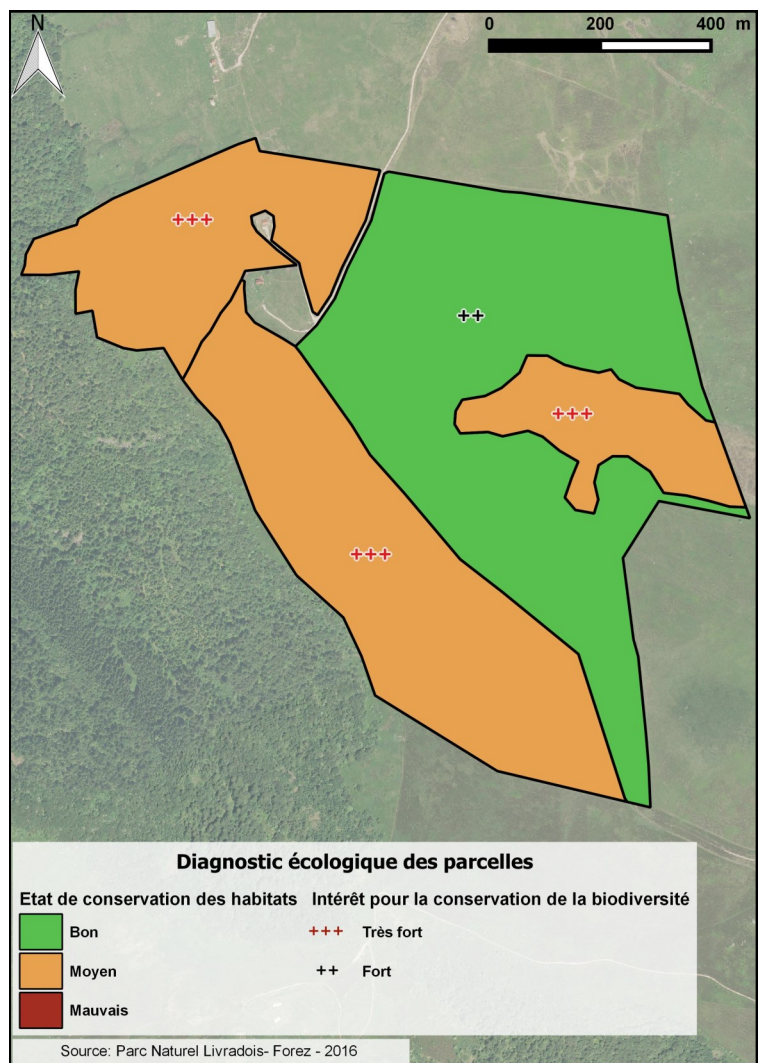 N
0 200 400 m
+++
++
+++
+++
Diagnostic écologique des parcelles
Etat de conservation des habitats Intérêt pour la conservation de la biodiversité
Bon +++ Très fort
Moyen ++ Fort
Mauvais
Source: Parc Naturel Livradois- Forez - 2016